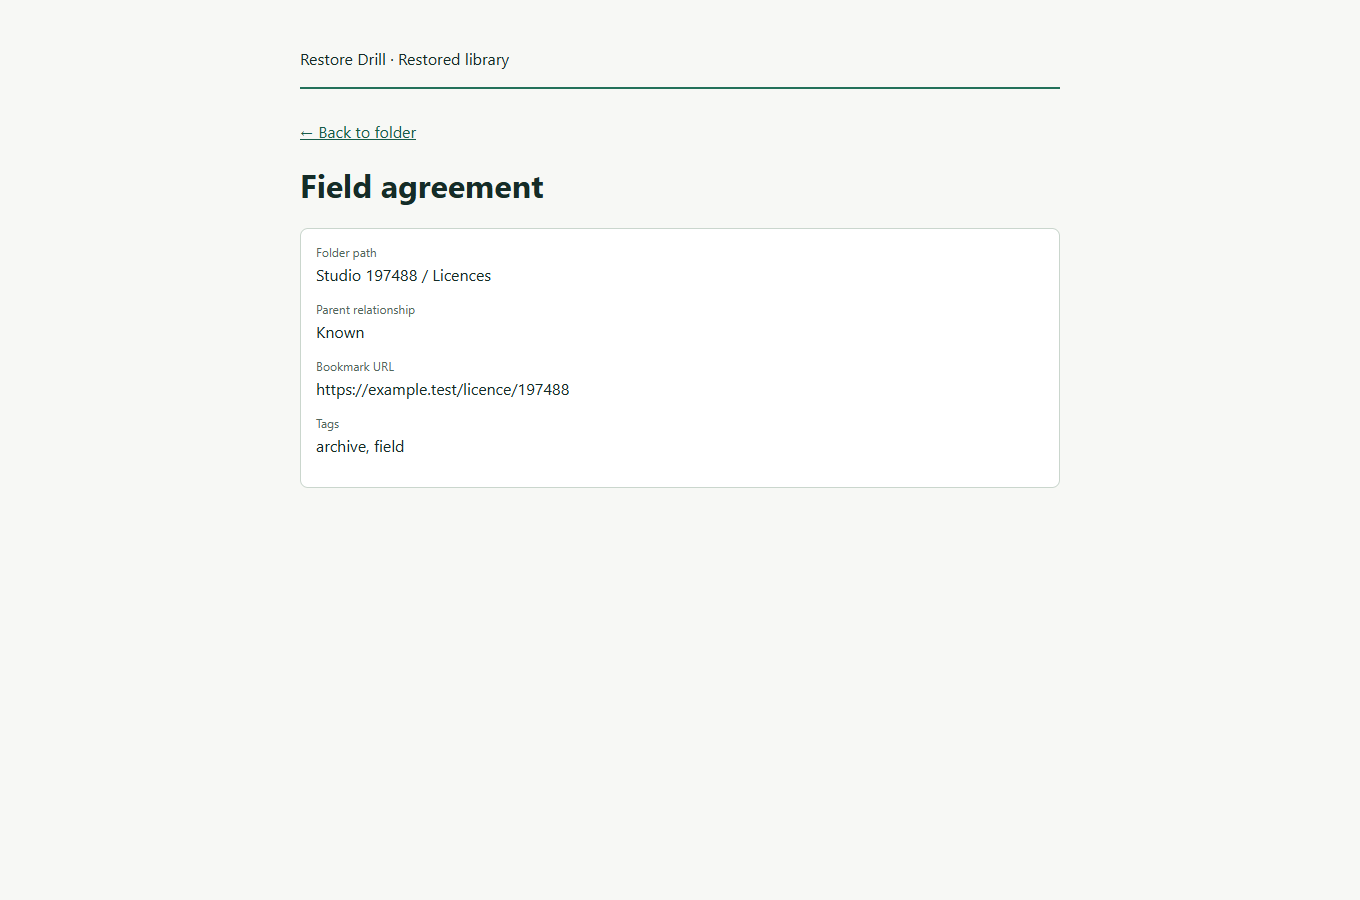 Restore Drill · Restored library
← Back to folder
Field agreement
Folder path
Studio 197488 / Licences
Parent relationship
Known
Bookmark URL
https://example.test/licence/197488
Tags
archive, field